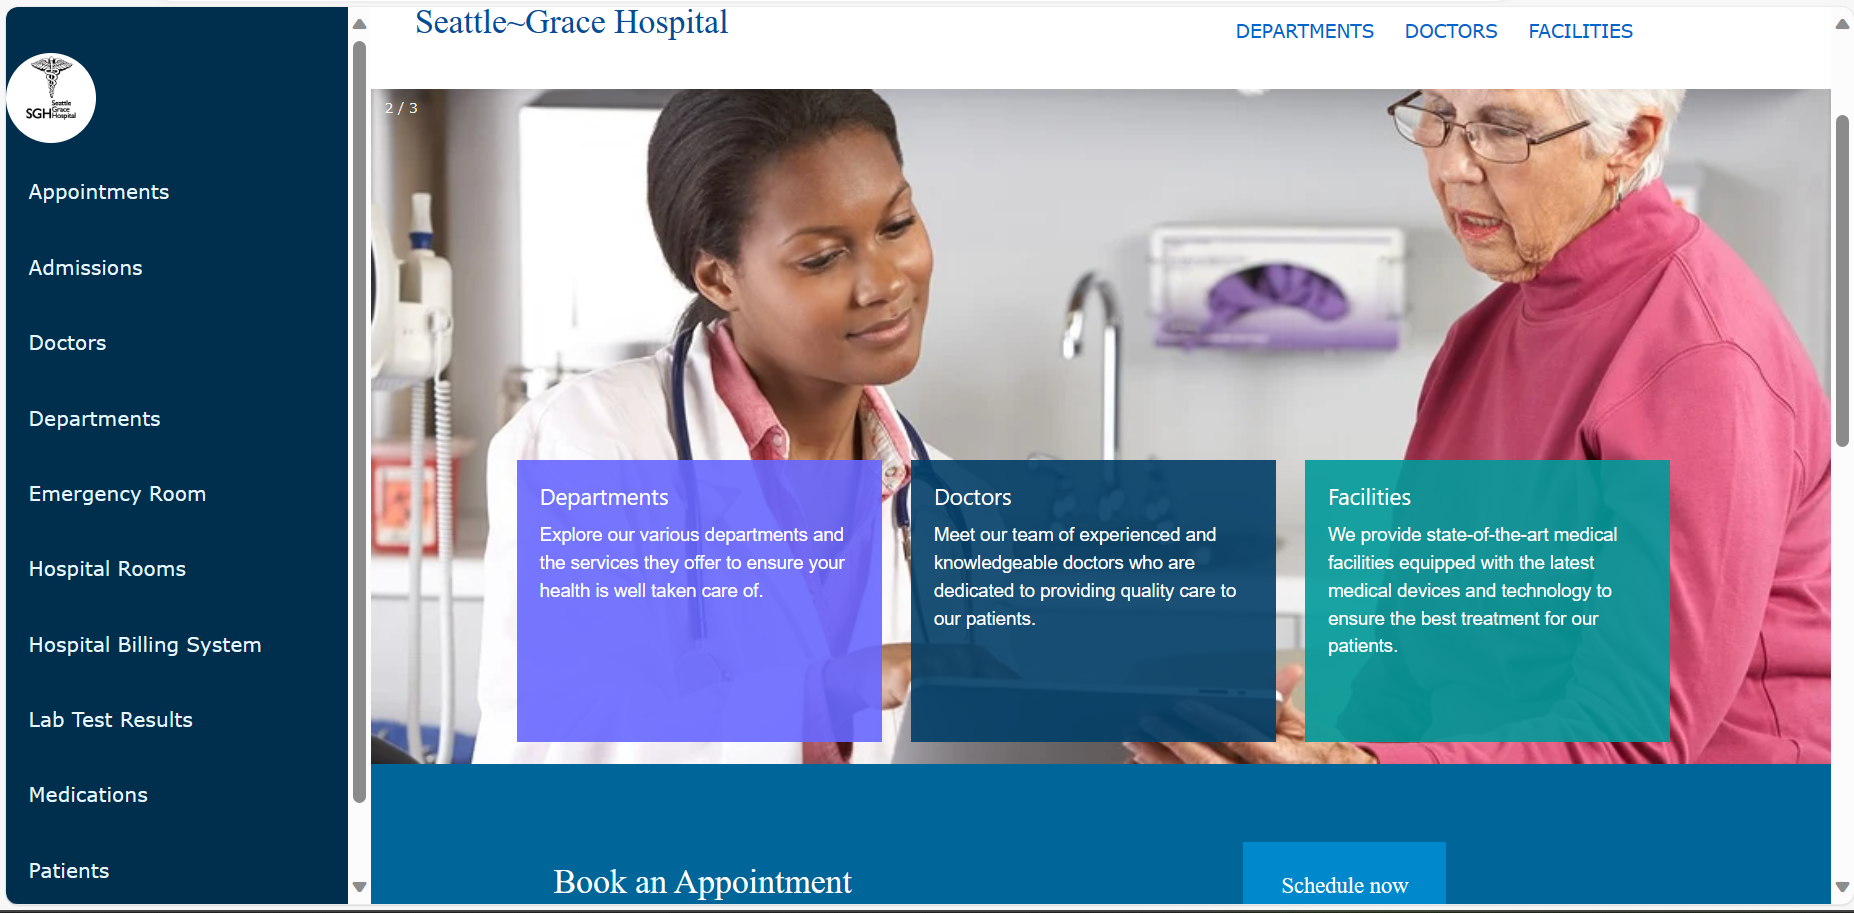 Seattle
Grace
SGH Hospital
Appointments
Admissions
Doctors
Departments
Emergency Room
Hospital Rooms
Hospital Billing System
Lab Test Results
Medications
Patients
Seattle~Grace Hospital
DEPARTMENTS DOCTORS FACILITIES
2 / 3
Departments
Explore our various departments and
the services they offer to ensure your
health is well taken care of.
Doctors
Meet our team of experienced and
knowledgeable doctors who are
dedicated to providing quality care to
our patients.
Facilities
We provide state-of-the-art medical
facilities equipped with the latest
medical devices and technology to
ensure the best treatment for our
patients.
Book an Appointment
Schedule now